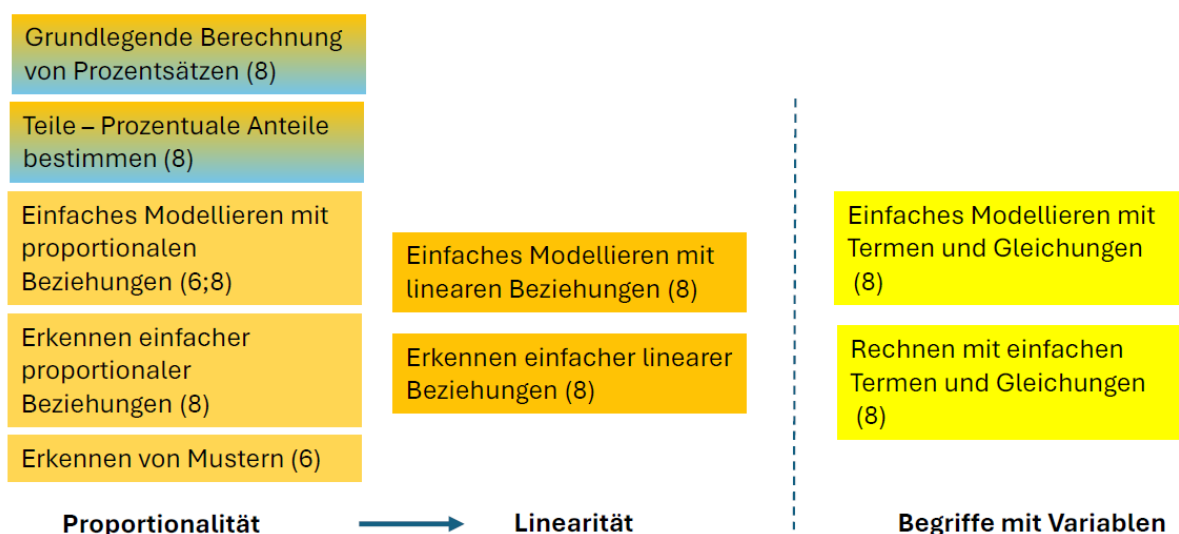 Grundlegende Berechnung
von Prozentsätzen (8)
Teile – Prozentuale Anteile
bestimmen (8)
Einfaches Modellieren mit
proportionalen
Beziehungen (6;8)
Erkennen einfacher
proportionaler
Beziehungen (8)
Erkennen von Mustern (6)
Proportionalität
Einfaches Modellieren mit
linearen Beziehungen (8)
Erkennen einfacher linearer
Beziehungen (8)
Linearität
Einfaches Modellieren mit
Termen und Gleichungen
(8)
Rechnen mit einfachen
Termen und Gleichungen
(8)
Begriffe mit Variablen